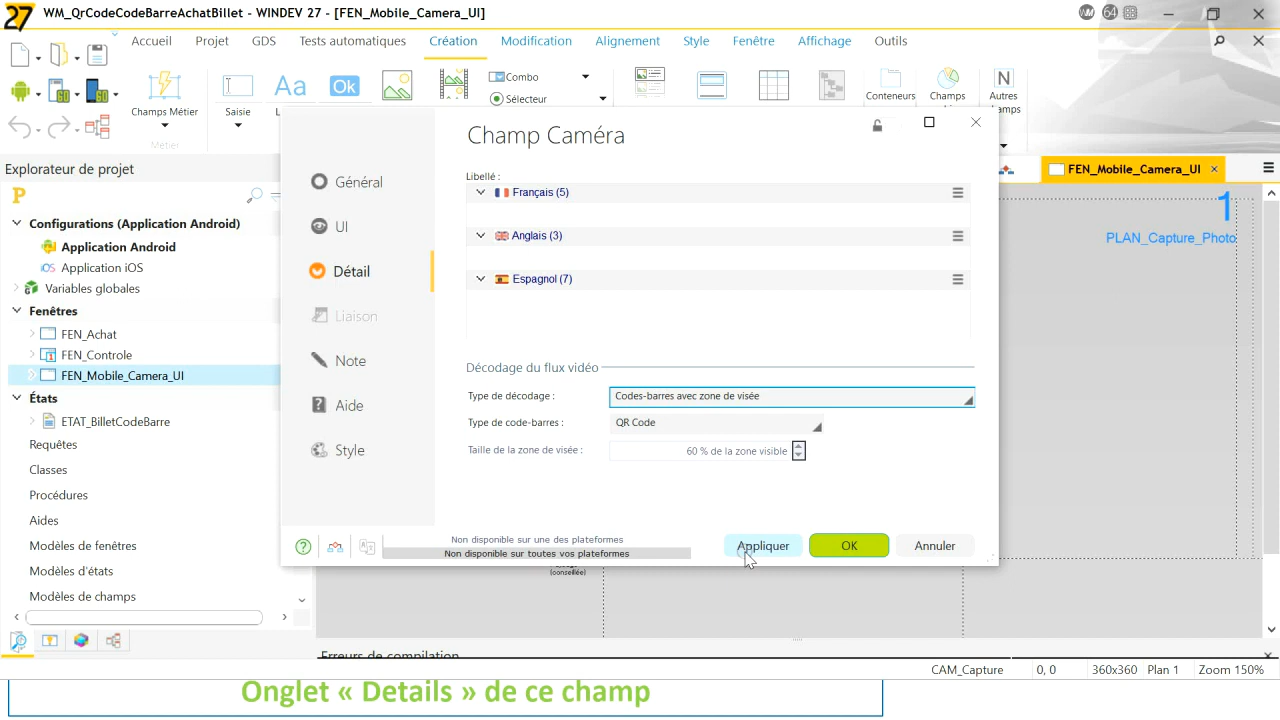 27
WM_QrCodeCodeBarreAchatBillet - WINDEV 27 - [FEN_Mobile_Camera_UI]
WM 64
Accueil Projet GDS Tests automatiques Création Modification Alignement Style Fenêtre Affichage Outils
Champs Métier
Métier
Saisie
Aa
Ok
Combo
Sélecteur
Conteneurs
Champs
N
Autres
Explorateur de projet
P
Configurations (Application Android)
Application Android
iOS Application iOS
Variables globales
Fenêtres
FEN_Achat
FEN_Controle
FEN_Mobile_Camera_UI
États
ETAT_BilletCodeBarre
Requêtes
Classes
Procédures
Aides
Modèles de fenêtres
Modèles d'états
Modèles de champs
Champ Caméra
Général
UI
Détail
Liaison
Note
Aide
Style
Libellé :
Français (5)
Anglais (3)
Espagnol (7)
Décodage du flux vidéo
Type de décodage : Codes-barres avec zone de visée
Type de code-barres : QR Code
Taille de la zone de visée : 60 % de la zone visible
Non disponible sur une des plateformes
Non disponible sur toutes vos plateformes
Appliquer OK Annuler
FEN_Mobile_Camera_UI ×
1
PLAN_Capture_Photo
(conseillée)
Erreurs de compilation
CAM_Capture 0, 0 360x360 Plan 1 Zoom 150%
Onglet « Details » de ce champ